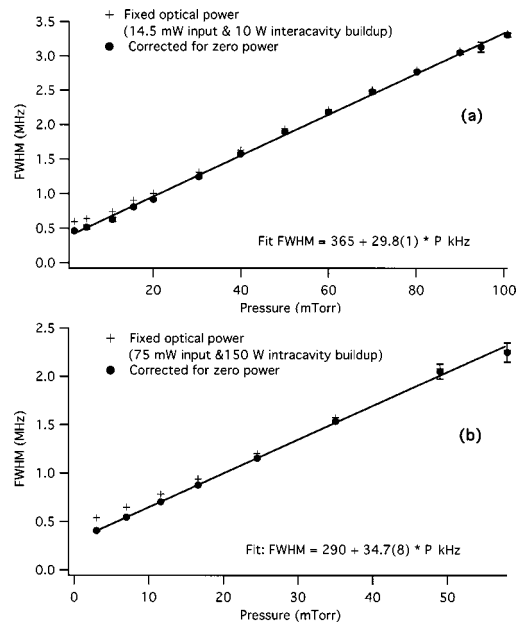 3.5
3.0
2.5
2.0
1.5
1.0
0.5
0.0
FWHM (MHz)
+ Fixed optical power
(14.5 mW input & 10 W interacavity buildup)
● Corrected for zero power
(a)
Fit FWHM = 365 + 29.8(1) * P kHz
20 40 60 80 100
Pressure (mTorr)
2.5
2.0
1.5
1.0
0.5
0.0
FWHM (MHz)
+ Fixed optical power
(75 mW input &150 W intracavity buildup)
● Corrected for zero power
(b)
Fit: FWHM = 290 + 34.7(8) * P kHz
0 10 20 30 40 50
Pressure (mTorr)